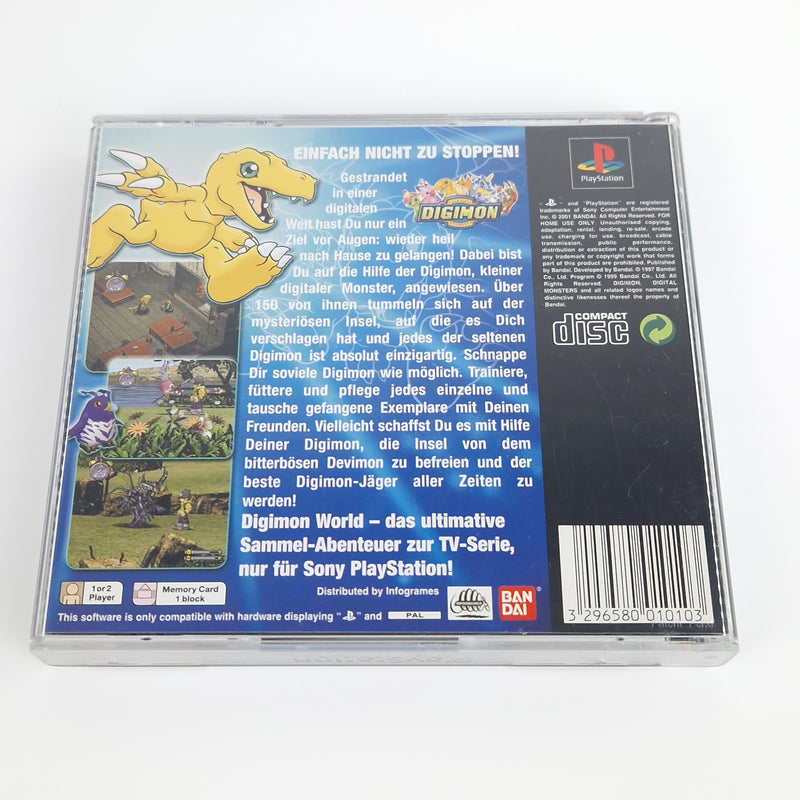 EINFACH NICHT ZU STOPPEN!
Gestrandet
in einer
digitalen
Welt hast Du nur ein
Ziel vor Augen: wieder heil
nach Hause zu gelangen! Dabei bist
Du auf die Hilfe der Digimon, kleiner
digitaler Monster, angewiesen. Über
150 von ihnen tummeln sich auf der
mysteriösen Insel, auf die es Dich
verschlagen hat und jedes der seltenen
Digimon ist absolut einzigartig. Schnappe
Dir soviele Digimon wie möglich. Trainiere,
füttere und pflege jedes einzelne und
tausche gefangene Exemplare mit Deinen
Freunden. Vielleicht schaffst Du es mit Hilfe
Deiner Digimon, die Insel von dem
bitterbösen Devimon zu befreien und der
beste Digimon-Jäger aller Zeiten zu
werden!
Digimon World – das ultimative
Sammel-Abenteuer zur TV-Serie,
nur für Sony PlayStation!
DIGIMON
Distributed by Infogrames
BAN
DAI
1 or 2
Player
Memory Card
1 block
This software is only compatible with hardware displaying " " and PAL
PlayStation
" " and "PlayStation" are registered
trademarks of Sony Computer Entertainment
Inc. © 2001 BANDAI. All Rights Reserved. FOR
HOME USE ONLY. Unauthorised copying,
adaptation, rental, lending, re-sale, arcade
use, charging for use, broadcast, cable
transmission, public performance,
distribution or extraction of this product or
any trademark or copyright work that forms
part of this product are prohibited. Published
by Bandai. Developed by Bandai. © 1997 Bandai
Co., Ltd. Program © 1999 Bandai Co., Ltd. All
Rights Reserved. DIGIMON, DIGITAL
MONSTERS and all related logos names and
distinctive likenesses thereof the property of
Bandai.
COMPACT
disc
3 296580 010103
PlayStation